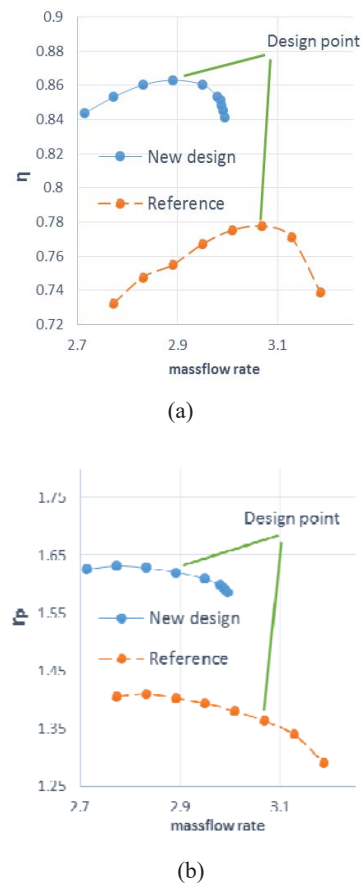 0.9
0.88
0.86
0.84
0.82
0.8
0.78
0.76
0.74
0.72
η
Design point
New design
Reference
2.7
2.9
3.1
massflow rate
(a)
1.75
1.65
1.55
1.45
1.35
1.25
rp
Design point
New design
Reference
2.7
2.9
3.1
massflow rate
(b)